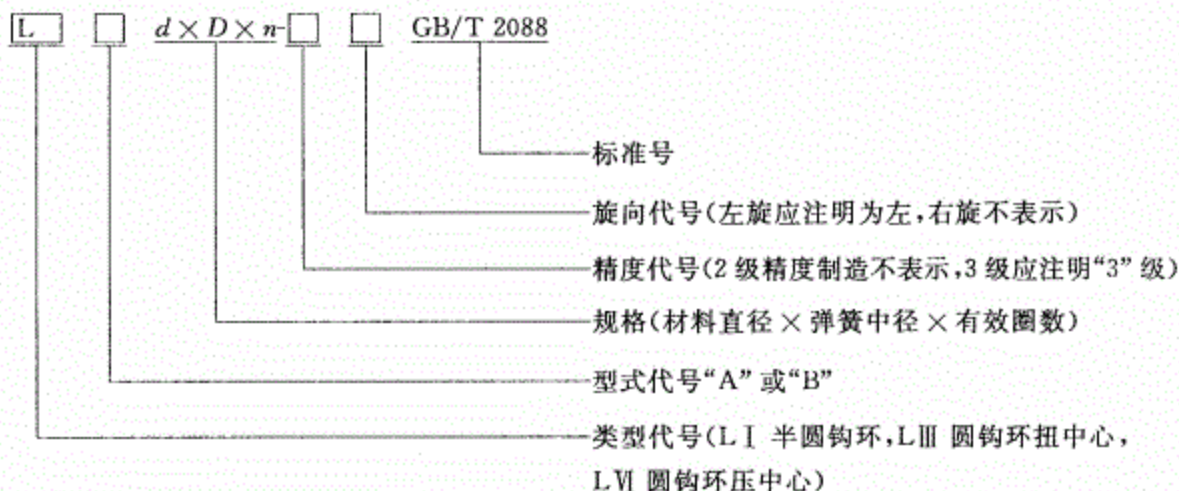 L □ d×D×n-□ □ GB/T 2088
标准号
旋向代号(左旋应注明为左,右旋不表示)
精度代号(2级精度制造不表示,3级应注明“3”级)
规格(材料直径×弹簧中径×有效圈数)
型式代号“A”或“B”
类型代号(LⅠ 半圆钩环,LⅢ 圆钩环扭中心,
LⅥ 圆钩环压中心)